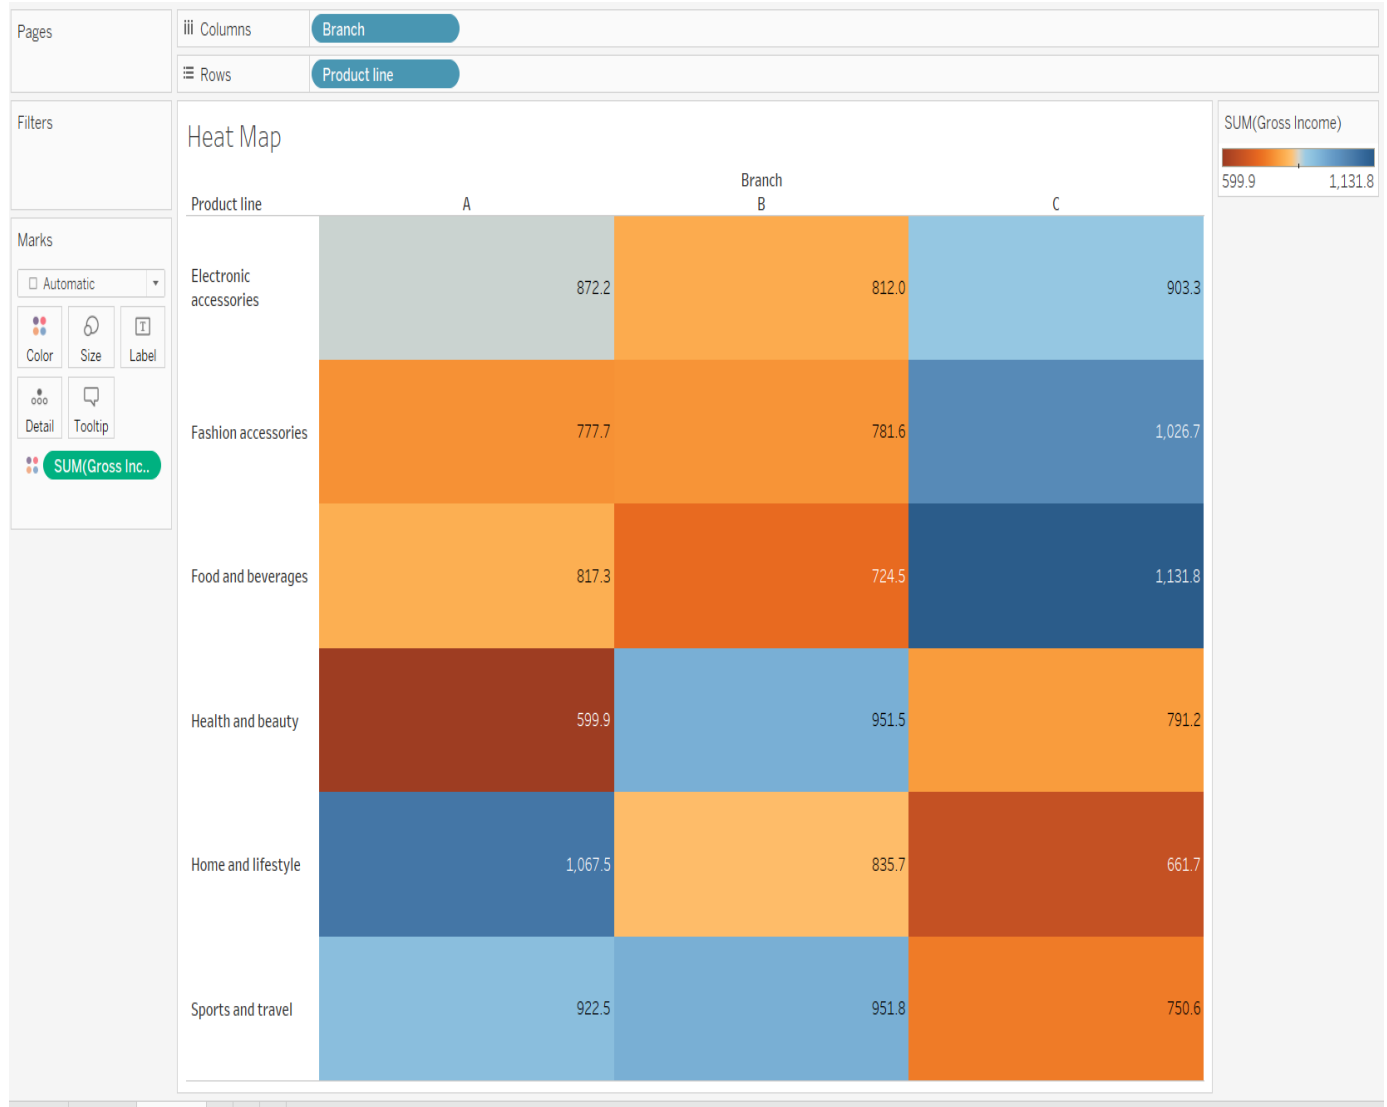 Pages
Columns
Branch
Rows
Product line
Filters
Marks
Automatic
Color
Size
T
Label
Detail
Tooltip
SUM(Gross Inc..
Heat Map
Branch
Product line A B C
Electronic
accessories 872.2 812.0 903.3
Fashion accessories 777.7 781.6 1,026.7
Food and beverages 817.3 724.5 1,131.8
Health and beauty 599.9 951.5 791.2
Home and lifestyle 1,067.5 835.7 661.7
Sports and travel 922.5 951.8 750.6
SUM(Gross Income)
599.9 1,131.8